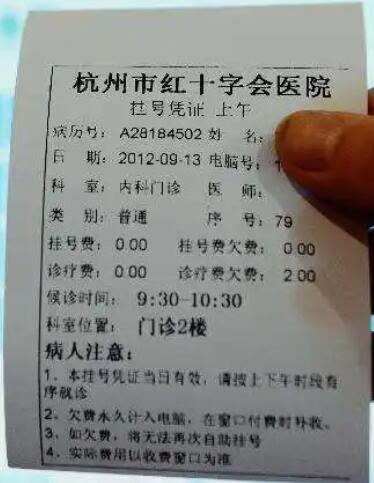 杭州市红十字会医院
挂号凭证 上午
病历号: A28184502 姓 名:
日 期: 2012-09-13 电脑号:
科 室: 内科门诊 医 师:
类 别: 普通 序 号: 79
挂号费: 0.00 挂号费欠费: 0.00
诊疗费: 0.00 诊疗费欠费: 2.00
候诊时间: 9:30-10:30
科室位置: 门诊2楼
病人注意:
1、本挂号凭证当日有效，请按上下午时段有
序就诊
2、欠费永久计入电脑，在窗口付费时补收。
3、如欠费，将无法再次自助挂号
4、实际费用以收费窗口为准